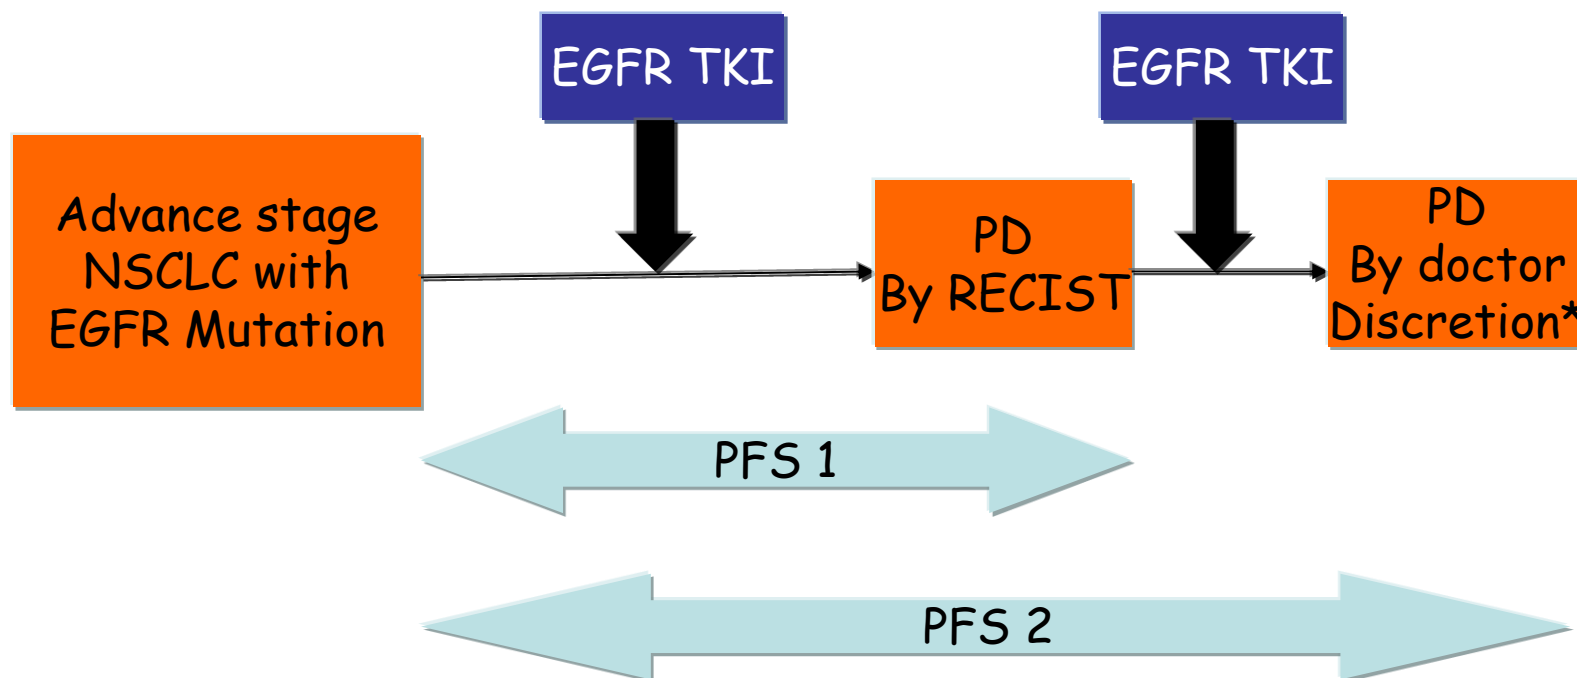 EGFR TKI
EGFR TKI
Advance stage
NSCLC with
EGFR Mutation
PD
By RECIST
PD
By doctor
Discretion*
PFS 1
PFS 2